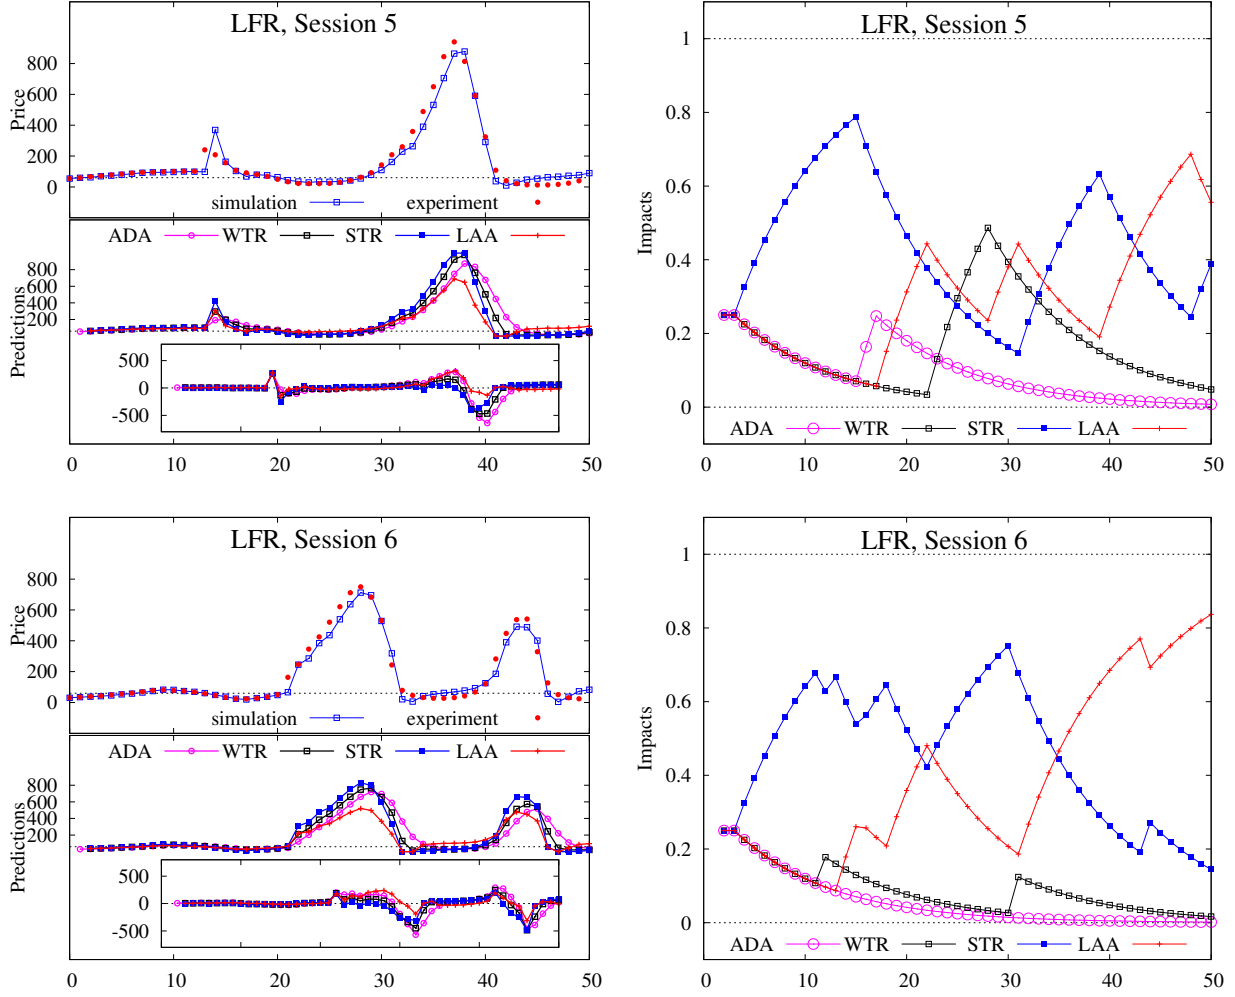 LFR, Session 5
800
600
400
200
0
Price
simulation experiment
ADA WTR STR LAA
800
600
400
200
Predictions
500
0
-500
0 10 20 30 40 50
LFR, Session 5
1
0.8
0.6
0.4
0.2
0
Impacts
ADA WTR STR LAA
0 10 20 30 40 50
LFR, Session 6
800
600
400
200
0
Price
simulation experiment
ADA WTR STR LAA
800
600
400
200
Predictions
500
0
-500
0 10 20 30 40 50
LFR, Session 6
1
0.8
0.6
0.4
0.2
0
Impacts
ADA WTR STR LAA
0 10 20 30 40 50